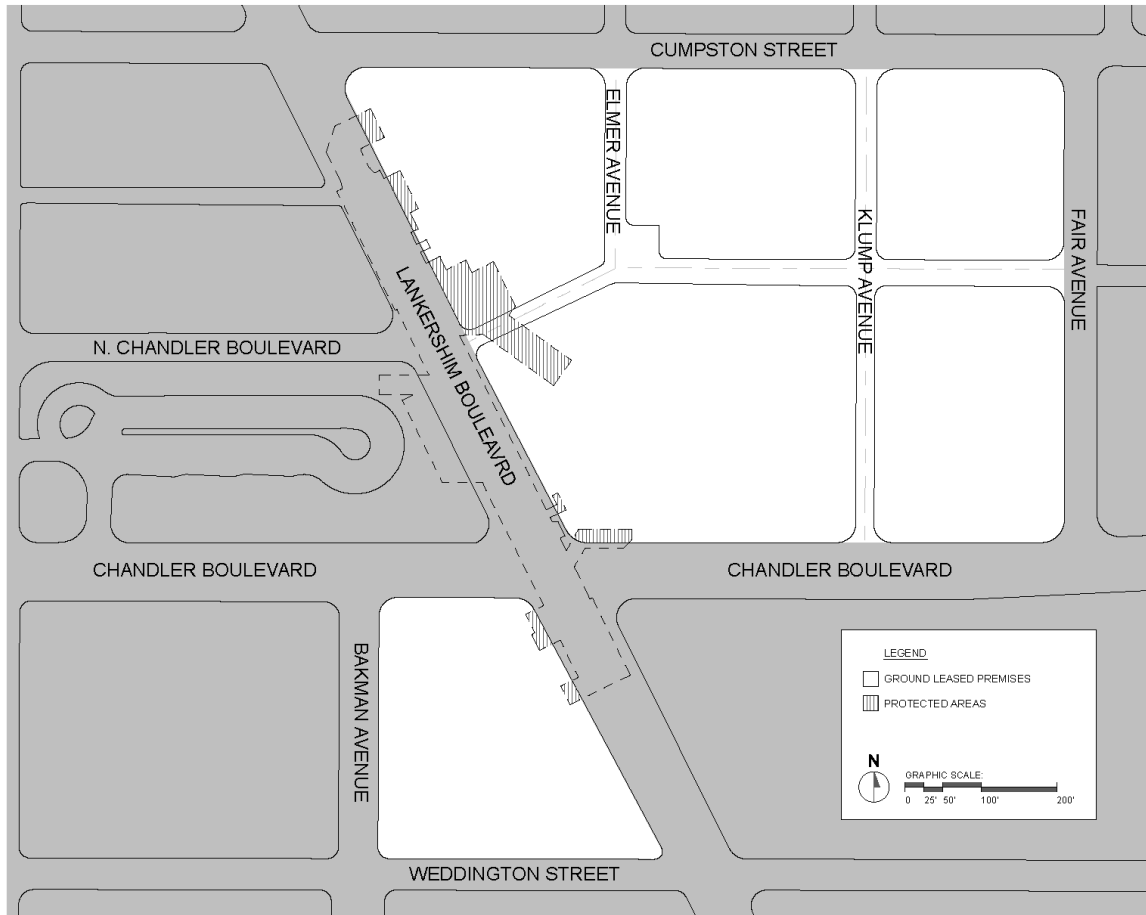 CUMPSTON STREET
ELMER AVENUE
KLUMP AVENUE
FAIR AVENUE
LANKERSHIM BOULEAVRD
N. CHANDLER BOULEVARD
CHANDLER BOULEVARD
CHANDLER BOULEVARD
BAKMAN AVENUE
WEDDINGTON STREET
LEGEND
GROUND LEASED PREMISES
PROTECTED AREAS
N
GRAPHIC SCALE:
0 25' 50' 100' 200'